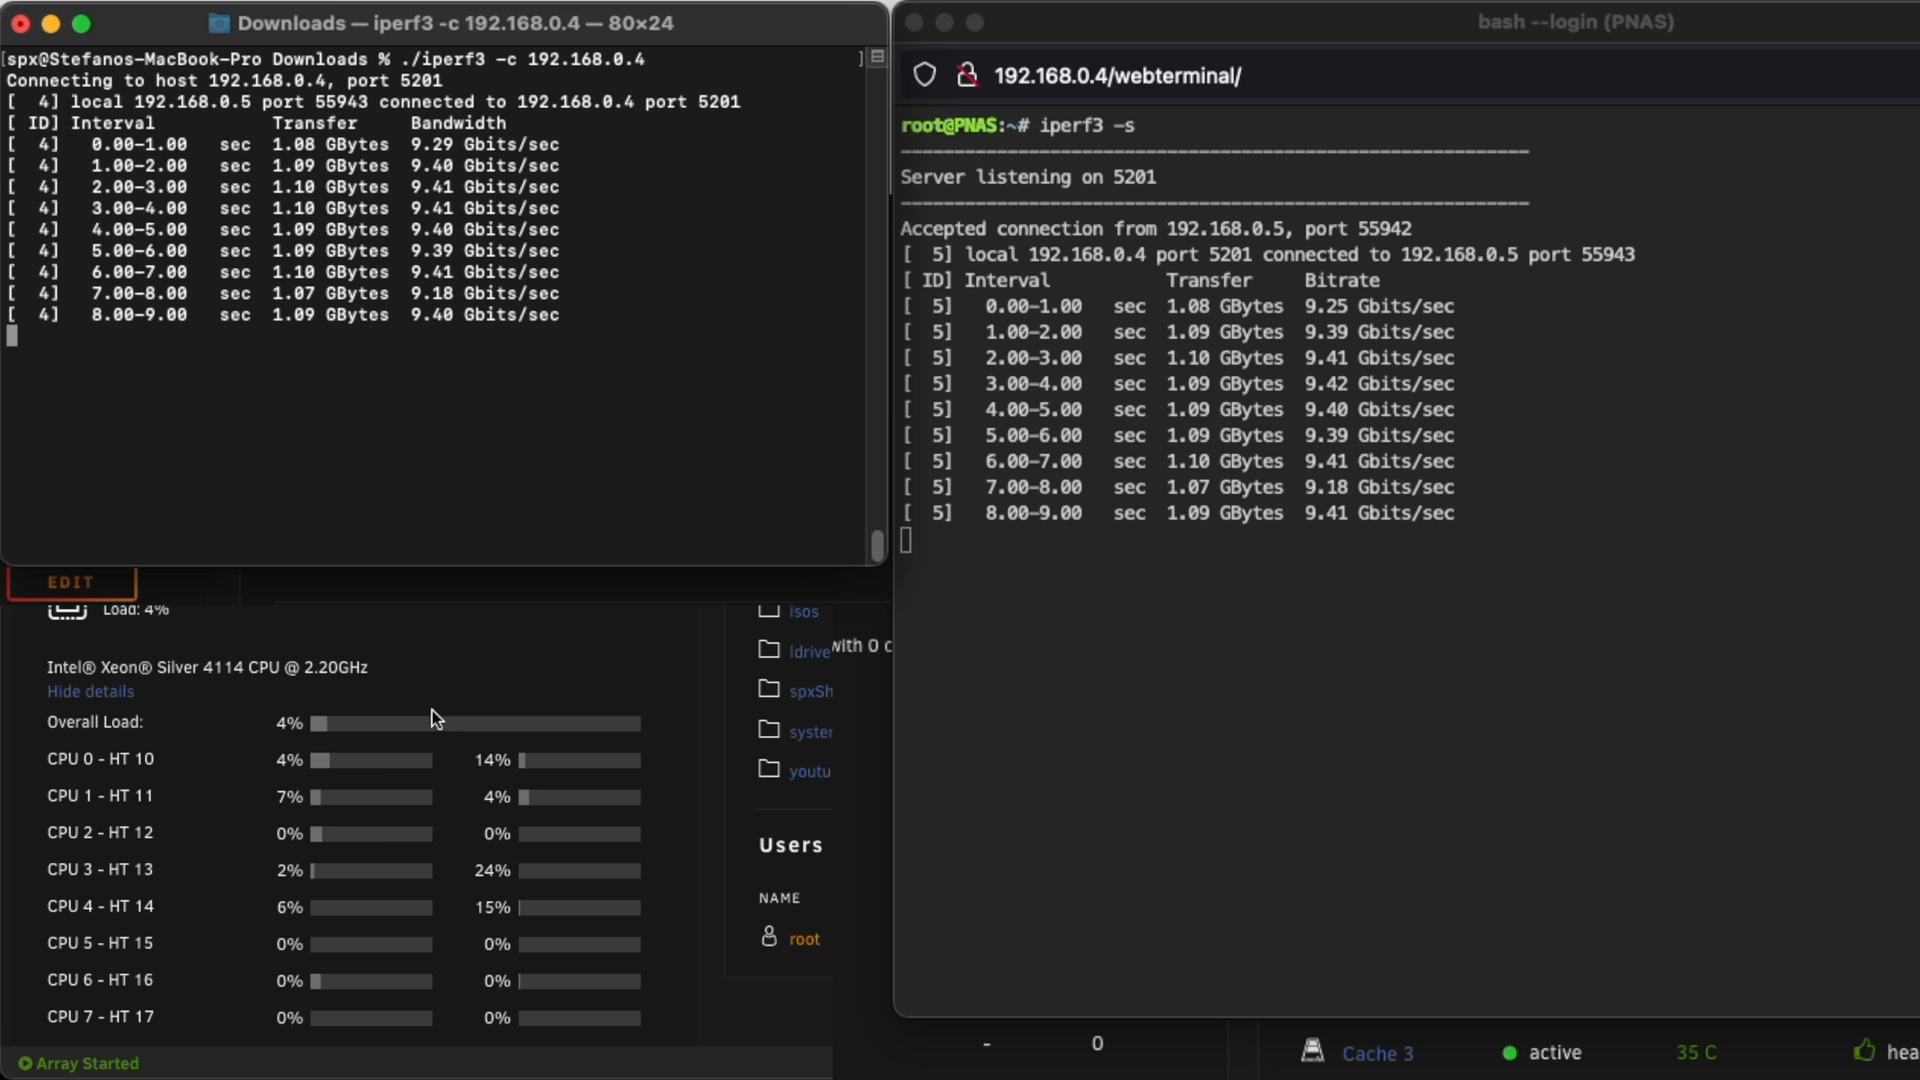 Downloads — iperf3 -c 192.168.0.4 — 80×24
[spx@Stefanos-MacBook-Pro Downloads % ./iperf3 -c 192.168.0.4 ]
Connecting to host 192.168.0.4, port 5201
[  4] local 192.168.0.5 port 55943 connected to 192.168.0.4 port 5201
[ ID] Interval           Transfer     Bandwidth
[  4]   0.00-1.00   sec  1.08 GBytes  9.29 Gbits/sec
[  4]   1.00-2.00   sec  1.09 GBytes  9.40 Gbits/sec
[  4]   2.00-3.00   sec  1.10 GBytes  9.41 Gbits/sec
[  4]   3.00-4.00   sec  1.10 GBytes  9.41 Gbits/sec
[  4]   4.00-5.00   sec  1.09 GBytes  9.40 Gbits/sec
[  4]   5.00-6.00   sec  1.09 GBytes  9.39 Gbits/sec
[  4]   6.00-7.00   sec  1.10 GBytes  9.41 Gbits/sec
[  4]   7.00-8.00   sec  1.07 GBytes  9.18 Gbits/sec
[  4]   8.00-9.00   sec  1.09 GBytes  9.40 Gbits/sec
bash --login (PNAS)
192.168.0.4/webterminal/
root@PNAS:~# iperf3 -s
-----------------------------------------------------------
Server listening on 5201
-----------------------------------------------------------
Accepted connection from 192.168.0.5, port 55942
[  5] local 192.168.0.4 port 5201 connected to 192.168.0.5 port 55943
[ ID] Interval           Transfer     Bitrate
[  5]   0.00-1.00   sec  1.08 GBytes  9.25 Gbits/sec
[  5]   1.00-2.00   sec  1.09 GBytes  9.39 Gbits/sec
[  5]   2.00-3.00   sec  1.10 GBytes  9.41 Gbits/sec
[  5]   3.00-4.00   sec  1.09 GBytes  9.42 Gbits/sec
[  5]   4.00-5.00   sec  1.09 GBytes  9.40 Gbits/sec
[  5]   5.00-6.00   sec  1.09 GBytes  9.39 Gbits/sec
[  5]   6.00-7.00   sec  1.10 GBytes  9.41 Gbits/sec
[  5]   7.00-8.00   sec  1.07 GBytes  9.18 Gbits/sec
[  5]   8.00-9.00   sec  1.09 GBytes  9.41 Gbits/sec
EDIT
Load: 4%
Intel® Xeon® Silver 4114 CPU @ 2.20GHz
Hide details
Overall Load: 4%
CPU 0 - HT 10 4% 14%
CPU 1 - HT 11 7% 4%
CPU 2 - HT 12 0% 0%
CPU 3 - HT 13 2% 24%
CPU 4 - HT 14 6% 15%
CPU 5 - HT 15 0% 0%
CPU 6 - HT 16 0% 0%
CPU 7 - HT 17 0% 0%
Array Started
isos
with 0 c
spxSh
system
youtu
Users
NAME
root
- 0
Cache 3 active 35 C hea